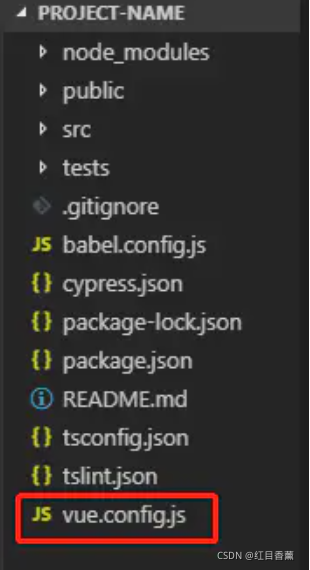 PROJECT-NAME
node_modules
public
src
tests
.gitignore
JS babel.config.js
{} cypress.json
{} package-lock.json
{} package.json
README.md
{} tsconfig.json
{} tslint.json
JS vue.config.js
CSDN @红目香薰